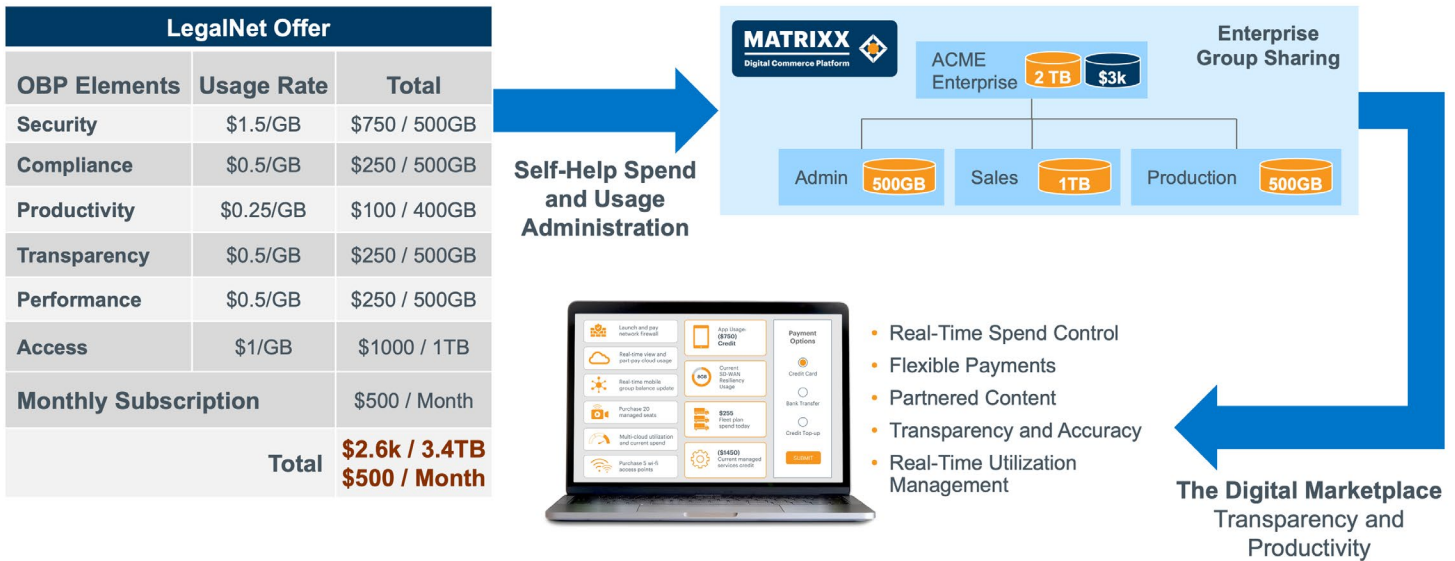 LegalNet Offer
OBP Elements Usage Rate Total
Security $1.5/GB $750 / 500GB
Compliance $0.5/GB $250 / 500GB
Productivity $0.25/GB $100 / 400GB
Transparency $0.5/GB $250 / 500GB
Performance $0.5/GB $250 / 500GB
Access $1/GB $1000 / 1TB
Monthly Subscription $500 / Month
Total $2.6k / 3.4TB
$500 / Month
Self-Help Spend
and Usage
Administration
MATRIXX
Digital Commerce Platform
Enterprise
Group Sharing
ACME
Enterprise
2 TB
$3k
Admin
500GB
Sales
1TB
Production
500GB
Launch and pay
network firewall
Real-time view and
part-pay cloud usage
Real-time mobile
group balance update
Purchase 20
managed seats
Multi-cloud utilization
and current spend
Purchase 5 wi-fi
access points
App Usage-
($750)
Credit
6GB
Current
SD-WAN
Resiliency
Usage
$255
Fleet plan
spend today
($1450)
Current managed
services credit
Payment
Options
Credit Card
Bank Transfer
Credit Top-up
SUBMIT
• Real-Time Spend Control
• Flexible Payments
• Partnered Content
• Transparency and Accuracy
• Real-Time Utilization
Management
The Digital Marketplace
Transparency and
Productivity